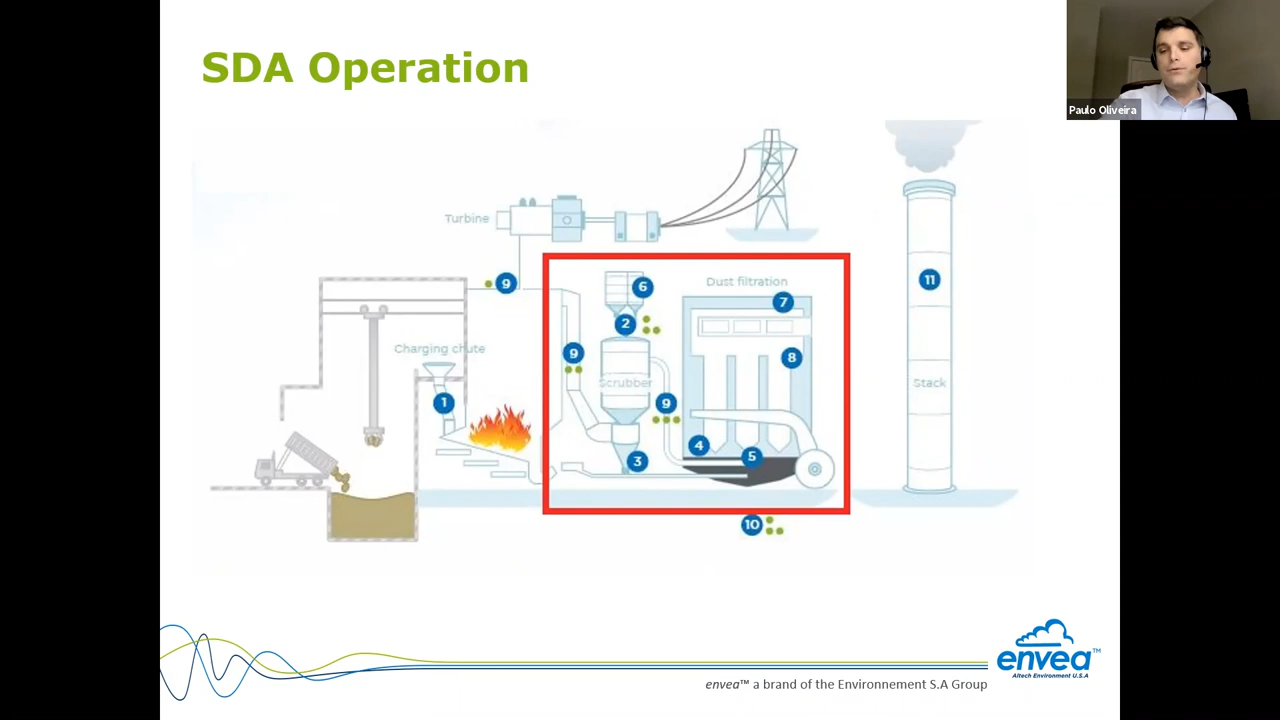 SDA Operation
Paulo Oliveira
Turbine
9
6
Dust filtration
7
11
2
Charging chute
9
8
Scrubber
Stack
1
9
4
5
3
10
envea™
Altech Environment U.S.A
envea™ a brand of the Environnement S.A Group